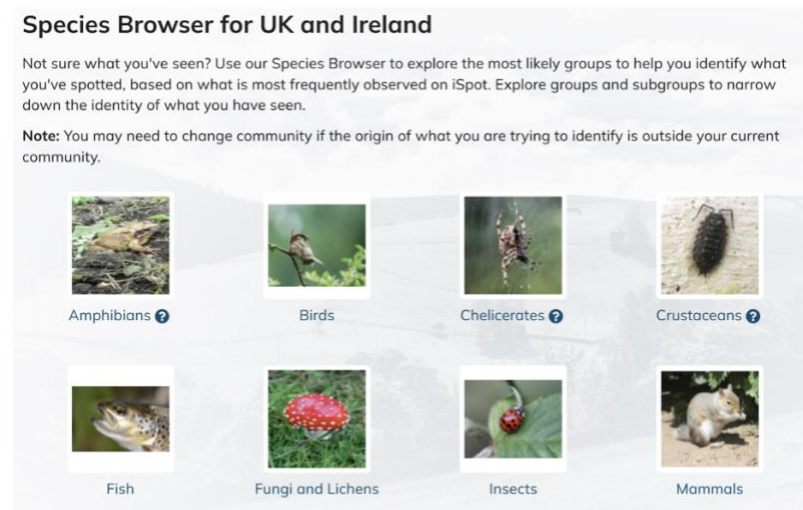 Species Browser for UK and Ireland
Not sure what you've seen? Use our Species Browser to explore the most likely groups to help you identify what
you've spotted, based on what is most frequently observed on iSpot. Explore groups and subgroups to narrow
down the identity of what you have seen.
Note: You may need to change community if the origin of what you are trying to identify is outside your current
community.
Amphibians ? Birds Chelicerates ? Crustaceans ?
Fish Fungi and Lichens Insects Mammals